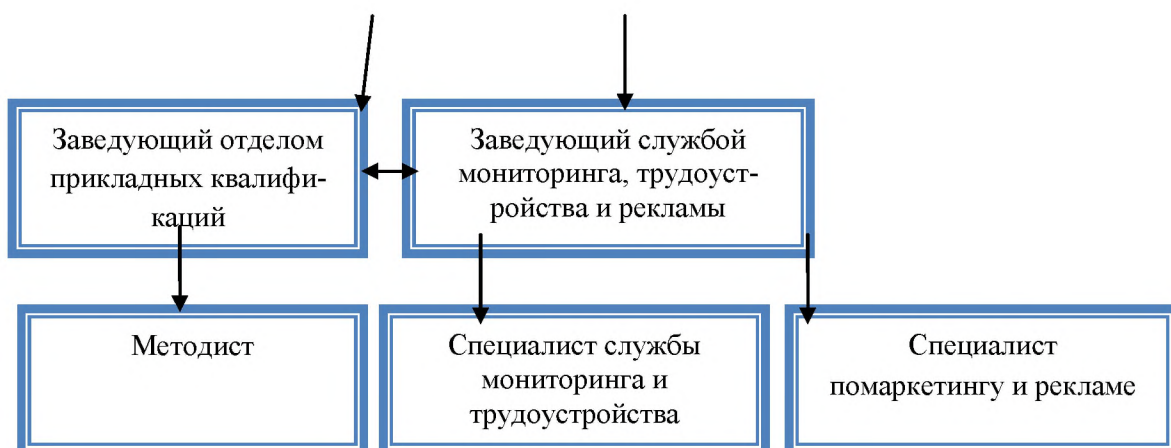 Заведующий отделом
прикладных квалифи-
каций
Заведующий службой
мониторинга, трудоуст-
ройства и рекламы
Методист
Специалист службы
мониторинга и
трудоустройства
Специалист
помаркетингу и рекламе